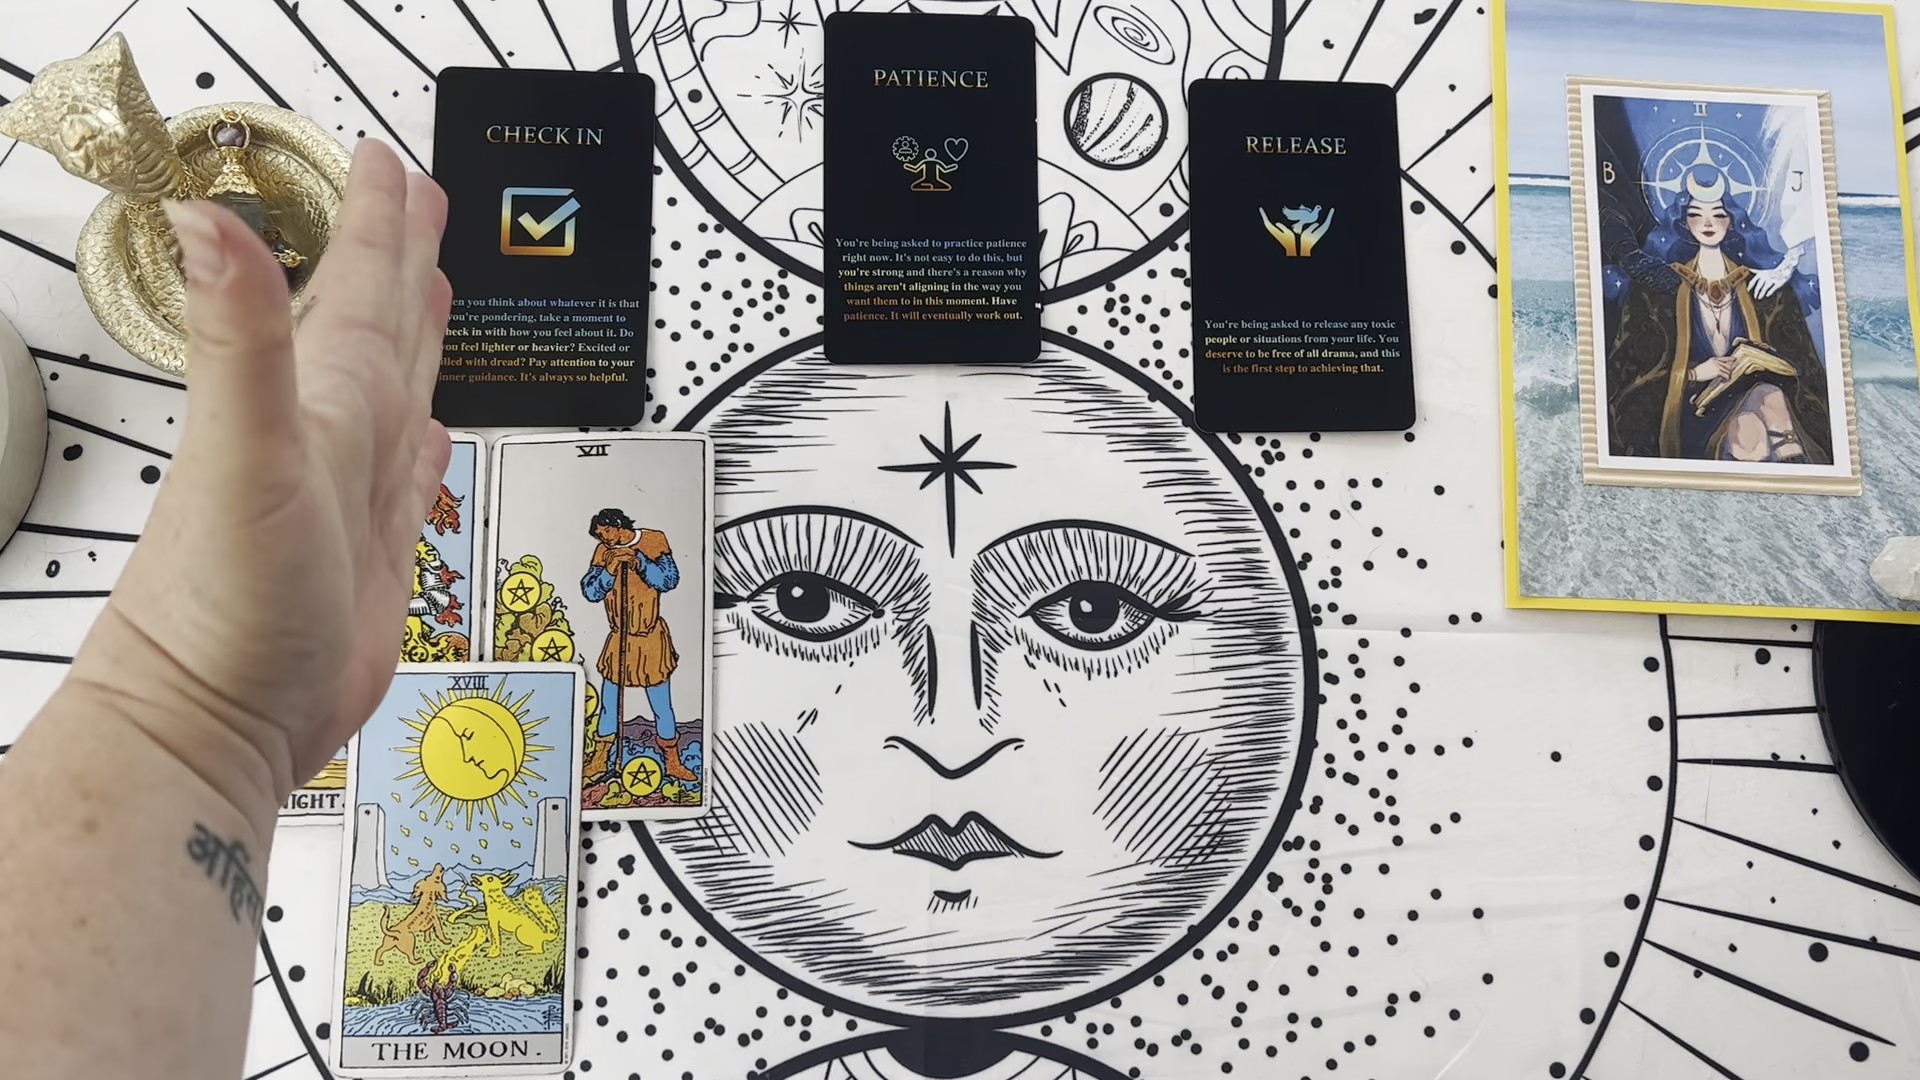 CHECK IN
you think about whatever it is that
you're pondering, take a moment to
check in with how you feel about it. Do
you feel lighter or heavier? Excited or
filled with dread? Pay attention to your
inner guidance. It's always so helpful.
PATIENCE
You're being asked to practice patience
right now. It's not easy to do this, but
you're strong and there's a reason why
things aren't aligning in the way you
want them to in this moment. Have
patience. It will eventually work out.
RELEASE
You're being asked to release any toxic
people or situations from your life. You
deserve to be free of all drama, and this
is the first step to achieving that.
II
B
J
VII
XVIII
THE MOON.
NIGHT.